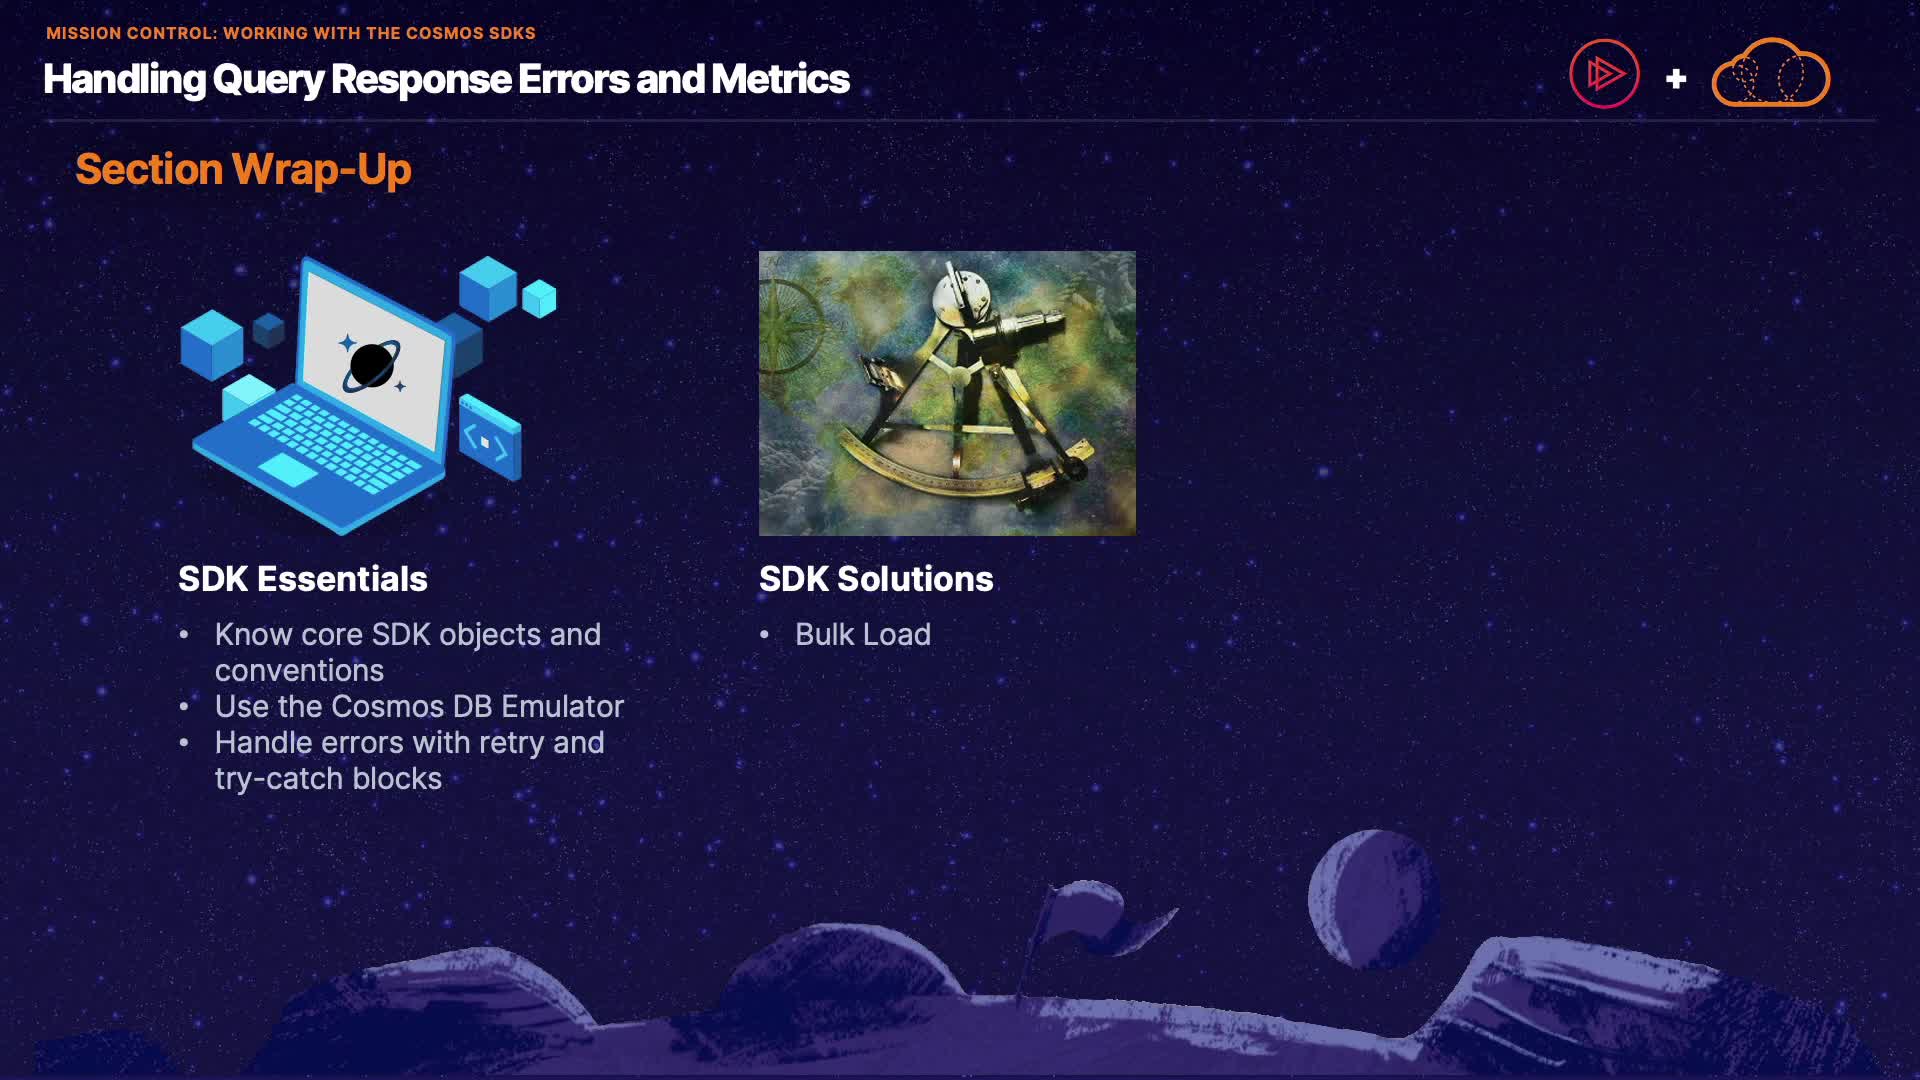 MISSION CONTROL: WORKING WITH THE COSMOS SDKS
Handling Query Response Errors and Metrics
Section Wrap-Up
SDK Essentials
• Know core SDK objects and
conventions
• Use the Cosmos DB Emulator
• Handle errors with retry and
try-catch blocks
SDK Solutions
• Bulk Load